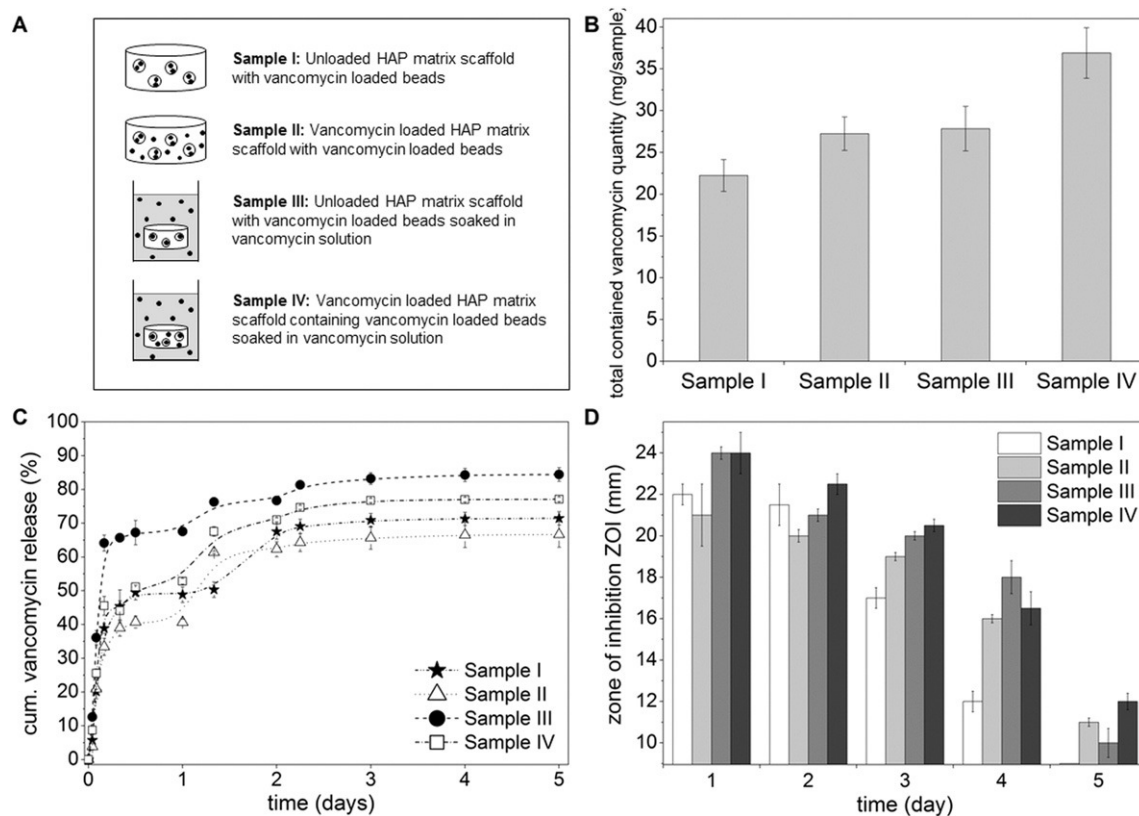 A
Sample I: Unloaded HAP matrix scaffold
with vancomycin loaded beads
Sample II: Vancomycin loaded HAP matrix
scaffold with vancomycin loaded beads
Sample III: Unloaded HAP matrix scaffold
with vancomycin loaded beads soaked in
vancomycin solution
Sample IV: Vancomycin loaded HAP matrix
scaffold containing vancomycin loaded beads
soaked in vancomycin solution
B
total contained vancomycin quantity (mg/sample)
40
35
30
25
20
15
10
5
0
Sample I
Sample II
Sample III
Sample IV
C
cum. vancomycin release (%)
100
90
80
70
60
50
40
30
20
10
0
Sample I
Sample II
Sample III
Sample IV
0
1
2
3
4
5
time (days)
D
zone of inhibition ZOI (mm)
24
22
20
18
16
14
12
10
Sample I
Sample II
Sample III
Sample IV
1
2
3
4
5
time (day)